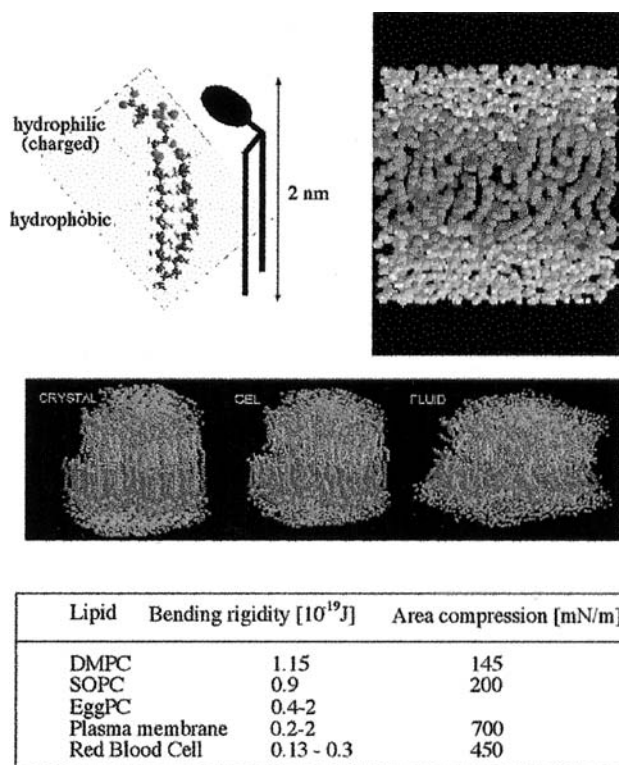 hydrophilic
(charged)
hydrophobic
2 nm
CRYSTAL GEL FLUID
Lipid Bending rigidity [10⁻¹⁹J] Area compression [mN/m]
DMPC 1.15 145
SOPC 0.9 200
EggPC 0.4-2
Plasma membrane 0.2-2 700
Red Blood Cell 0.13 - 0.3 450